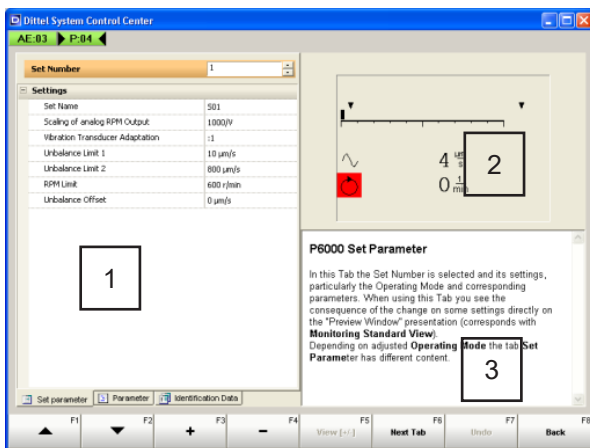 Dittel System Control Center
AE:03 P:04
Set Number 1
Settings
Set Name S01
Scaling of analog RPM Output 1000/V
Vibration Transducer Adaptation :1
Unbalance Limit 1 10 µm/s
Unbalance Limit 2 800 µm/s
RPM Limit 600 r/min
Unbalance Offset 0 µm/s
1
4 µm/s
0 1/min
2
P6000 Set Parameter
In this Tab the Set Number is selected and its settings,
particularly the Operating Mode and corresponding
parameters. When using this Tab you see the
consequence of the change on some settings directly on
the "Preview Window" presentation (corresponds with
Monitoring Standard View).
Depending on adjusted Operating Mode the tab Set
Parameter has different content.
3
Set parameter Parameter Identification Data
F1 F2 F3 F4 F5 F6 F7 F8
+ - View [+/-] Next Tab Undo Back